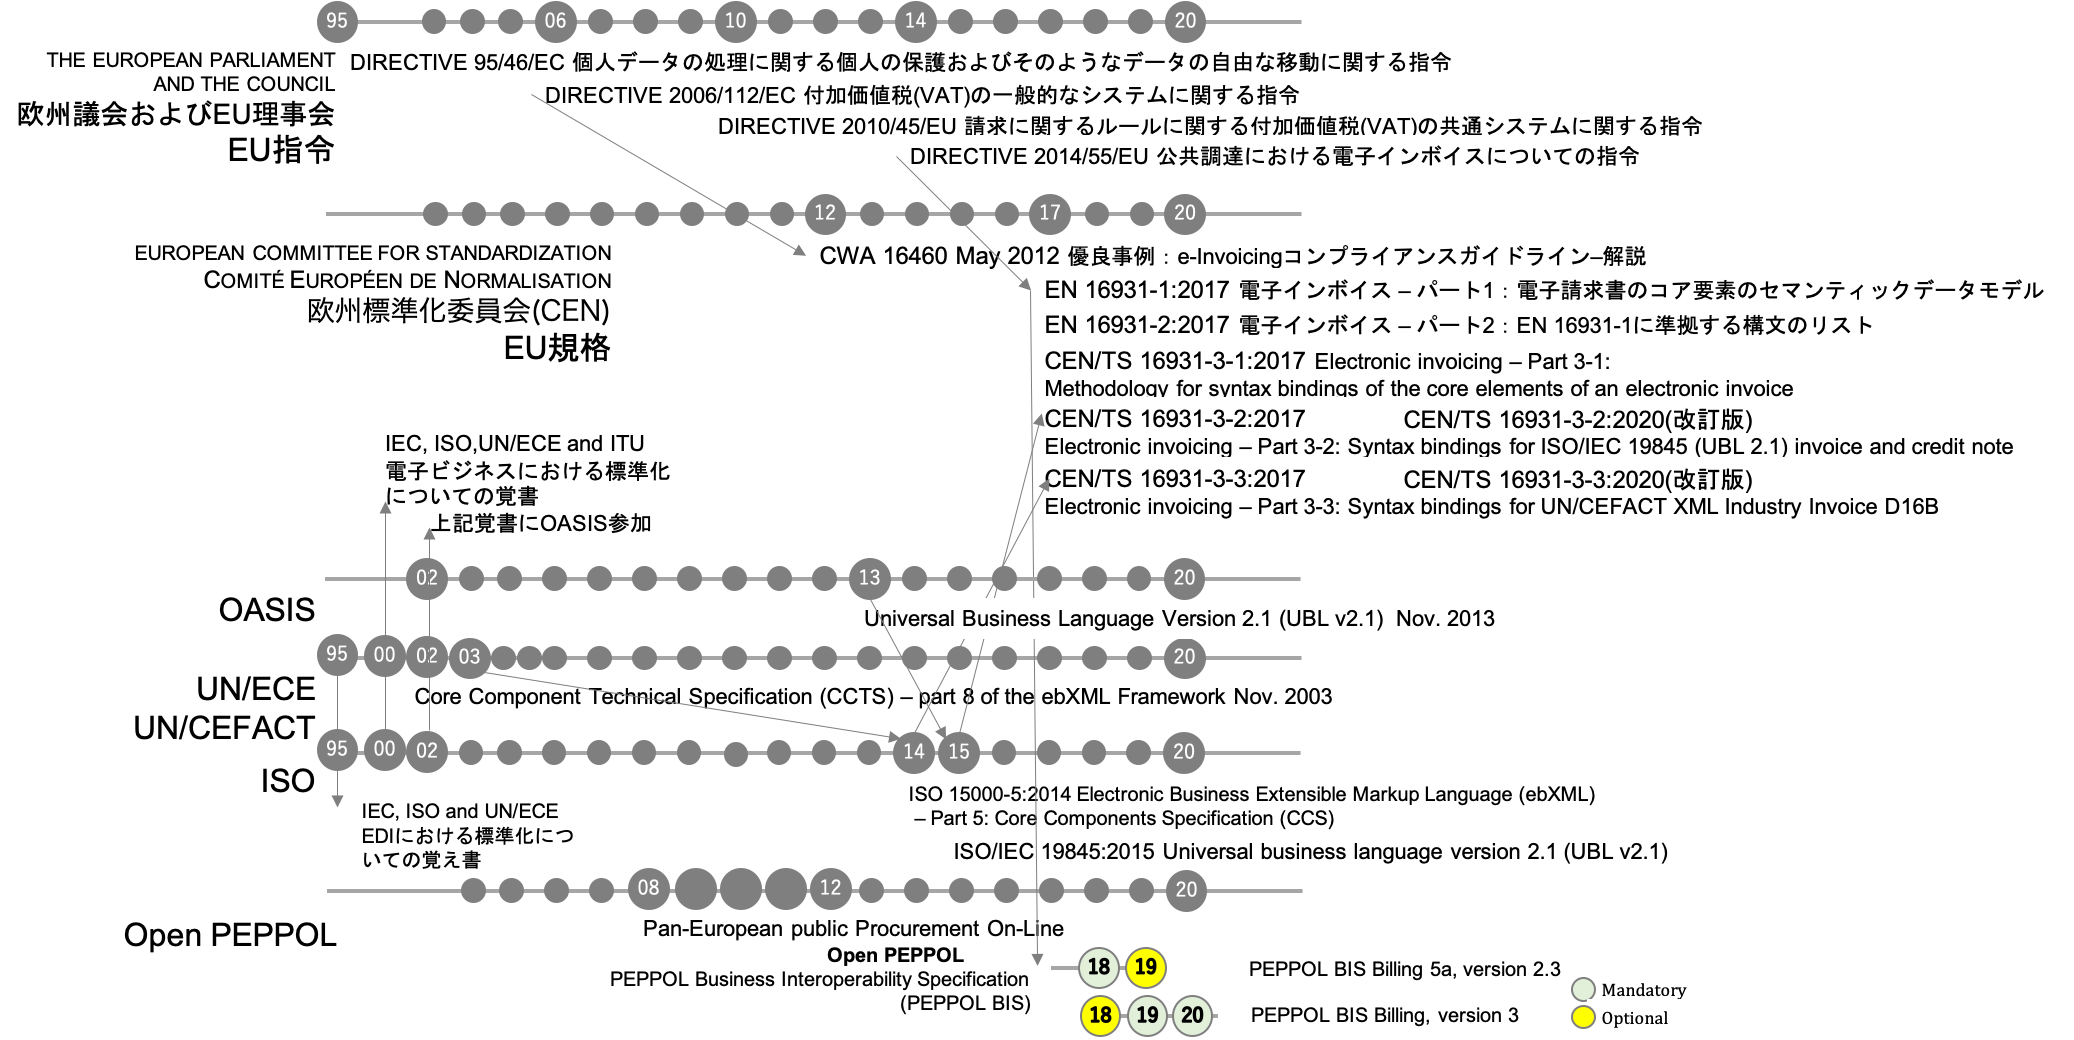 95 06 10 14 20
THE EUROPEAN PARLIAMENT
AND THE COUNCIL
欧州議会およびEU理事会
EU指令
DIRECTIVE 95/46/EC 個人データの処理に関する個人の保護およびそのようなデータの自由な移動に関する指令
DIRECTIVE 2006/112/EC 付加価値税(VAT)の一般的なシステムに関する指令
DIRECTIVE 2010/45/EU 請求に関するルールに関する付加価値税(VAT)の共通システムに関する指令
DIRECTIVE 2014/55/EU 公共調達における電子インボイスについての指令
12 17 20
EUROPEAN COMMITTEE FOR STANDARDIZATION
COMITÉ EUROPÉEN DE NORMALISATION
欧州標準化委員会(CEN)
EU規格
CWA 16460 May 2012 優良事例：e-Invoicingコンプライアンスガイドライン–解説
EN 16931-1:2017 電子インボイス – パート1：電子請求書のコア要素のセマンティックデータモデル
EN 16931-2:2017 電子インボイス – パート2：EN 16931-1に準拠する構文のリスト
CEN/TS 16931-3-1:2017 Electronic invoicing – Part 3-1:
Methodology for syntax bindings of the core elements of an electronic invoice
CEN/TS 16931-3-2:2017 CEN/TS 16931-3-2:2020(改訂版)
Electronic invoicing – Part 3-2: Syntax bindings for ISO/IEC 19845 (UBL 2.1) invoice and credit note
CEN/TS 16931-3-3:2017 CEN/TS 16931-3-3:2020(改訂版)
Electronic invoicing – Part 3-3: Syntax bindings for UN/CEFACT XML Industry Invoice D16B
IEC, ISO,UN/ECE and ITU
電子ビジネスにおける標準化
についての覚書
上記覚書にOASIS参加
02 13 20
OASIS
Universal Business Language Version 2.1 (UBL v2.1) Nov. 2013
95 00 02 03 20
UN/ECE
UN/CEFACT
Core Component Technical Specification (CCTS) – part 8 of the ebXML Framework Nov. 2003
95 00 02 14 15 20
ISO
IEC, ISO and UN/ECE
EDIにおける標準化につ
いての覚え書
ISO 15000-5:2014 Electronic Business Extensible Markup Language (ebXML)
– Part 5: Core Components Specification (CCS)
ISO/IEC 19845:2015 Universal business language version 2.1 (UBL v2.1)
08 12 20
Open PEPPOL
Pan-European public Procurement On-Line
Open PEPPOL
PEPPOL Business Interoperability Specification
(PEPPOL BIS)
18 19 PEPPOL BIS Billing 5a, version 2.3
18 19 20 PEPPOL BIS Billing, version 3
Mandatory
Optional